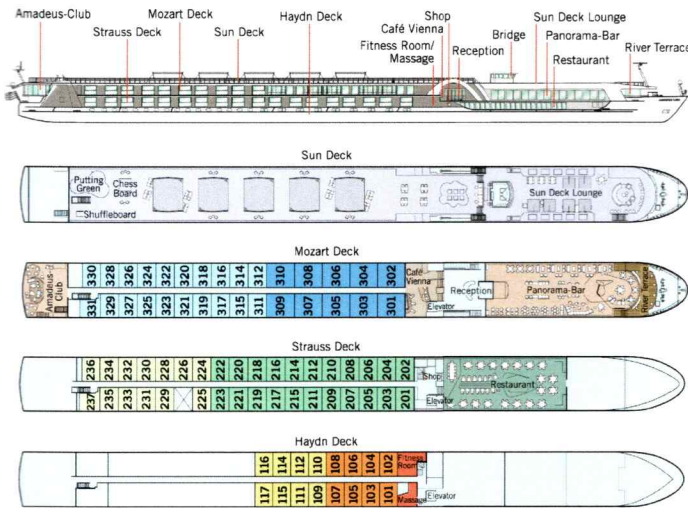 Amadeus-Club
Strauss Deck
Mozart Deck
Sun Deck
Haydn Deck
Fitness Room/
Massage
Café Vienna
Shop
Reception
Bridge
Sun Deck Lounge
Panorama-Bar
Restaurant
River Terrace
Sun Deck
Putting
Green
Chess
Board
Shuffleboard
Sun Deck Lounge
Mozart Deck
Amadeus-
Club
330 328 326 324 322 320 318 316 314 312 310 308 306 304 302
331 329 327 325 323 321 319 317 315 311 309 307 305 303 301
Café
Vienna
Elevator
Reception
Panorama-Bar
River Terrace
Strauss Deck
236 234 232 230 228 226 224 222 220 218 216 214 212 210 208 206 204 202
237 235 233 231 229 225 223 221 219 217 215 211 209 207 205 203 201
Shop
Elevator
Restaurant
Haydn Deck
116 114 112 110 108 106 104 102
117 115 111 109 107 105 103 101
Fitness
Room
Massage
Elevator